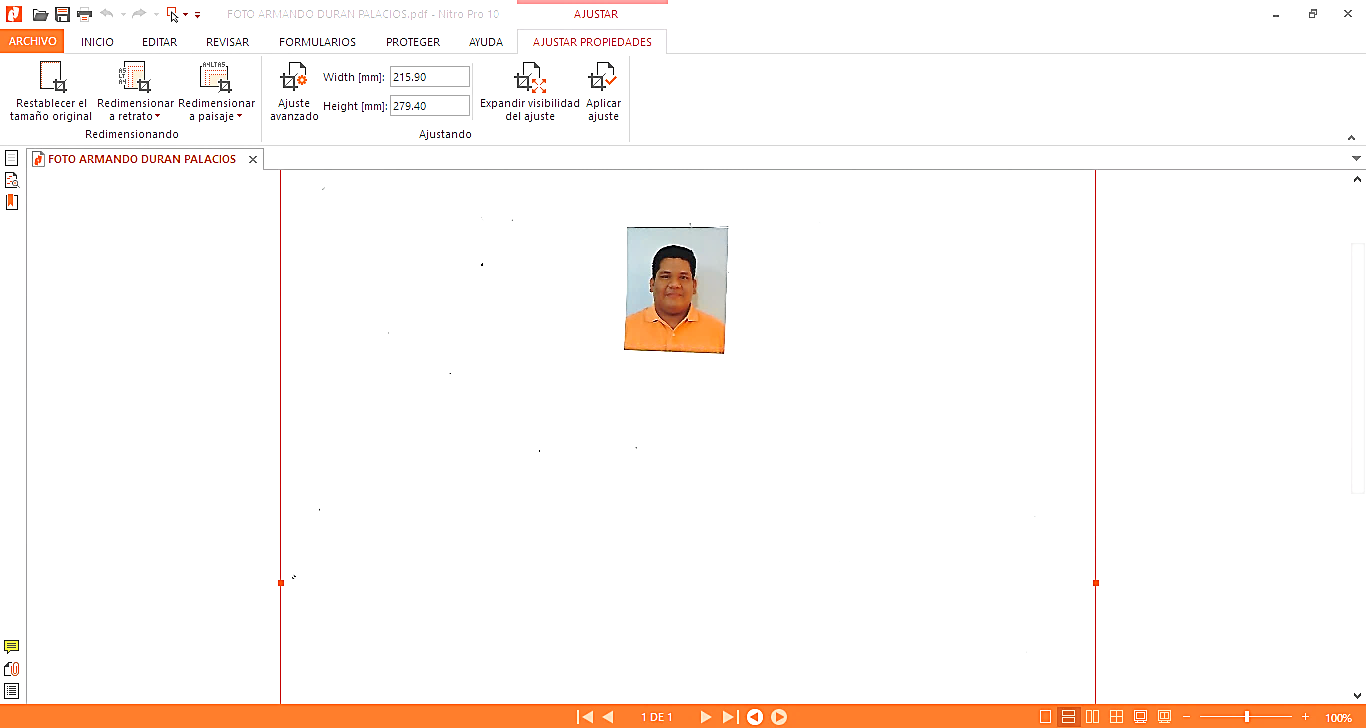 FOTO ARMANDO DURAN PALACIOS.pdf - Nitro Pro 10
AJUSTAR
ARCHIVO INICIO EDITAR REVISAR FORMULARIOS PROTEGER AYUDA AJUSTAR PROPIEDADES
Restablecer el
tamaño original
Redimensionar
a retrato
Redimensionar
a paisaje
Redimensionando
Ajuste
avanzado
Width [mm]: 215.90
Height [mm]: 279.40
Expandir visibilidad
del ajuste
Aplicar
ajuste
Ajustando
FOTO ARMANDO DURAN PALACIOS
1 DE 1
100%